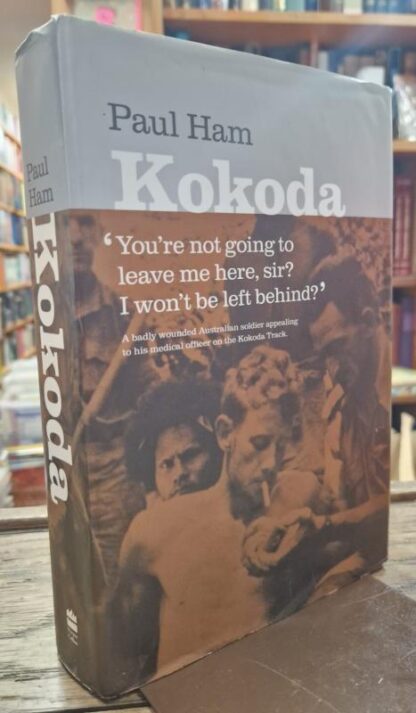 Paul Ham
Kokoda
‘You’re not going to
leave me here, sir?
I won’t be left behind?’
A badly wounded Australian soldier appealing
to his medical officer on the Kokoda Track.
Paul
Ham
Kokoda